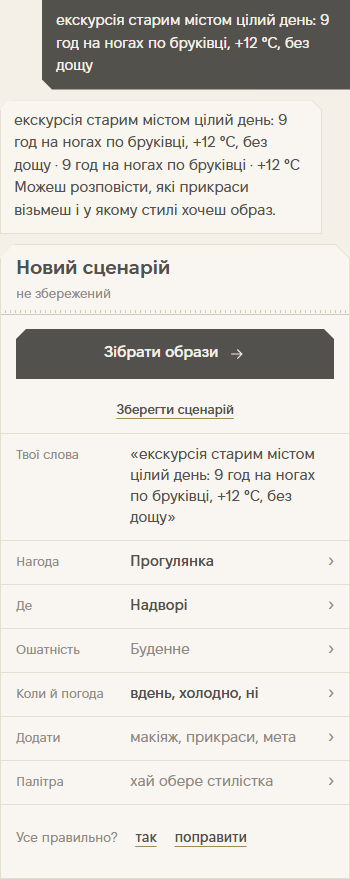 екскурсія старим містом цілий день: 9
год на ногах по бруківці, +12 °C, без
дощу
екскурсія старим містом цілий день: 9
год на ногах по бруківці, +12 °C, без
дощу · 9 год на ногах по бруківці · +12 °C
Можеш розповісти, які прикраси
візьмеш і у якому стилі хочеш образ.
Новий сценарій
не збережений
Зібрати образи →
Зберегти сценарій
Твої слова «екскурсія старим містом
цілий день: 9 год на ногах
по бруківці, +12 °C, без
дощу»
Нагода Прогулянка ›
Де Надворі ›
Ошатність Буденне ›
Коли й погода вдень, холодно, ні ›
Додати макіяж, прикраси, мета ›
Палітра хай обере стилістка ›
Усе правильно? так поправити